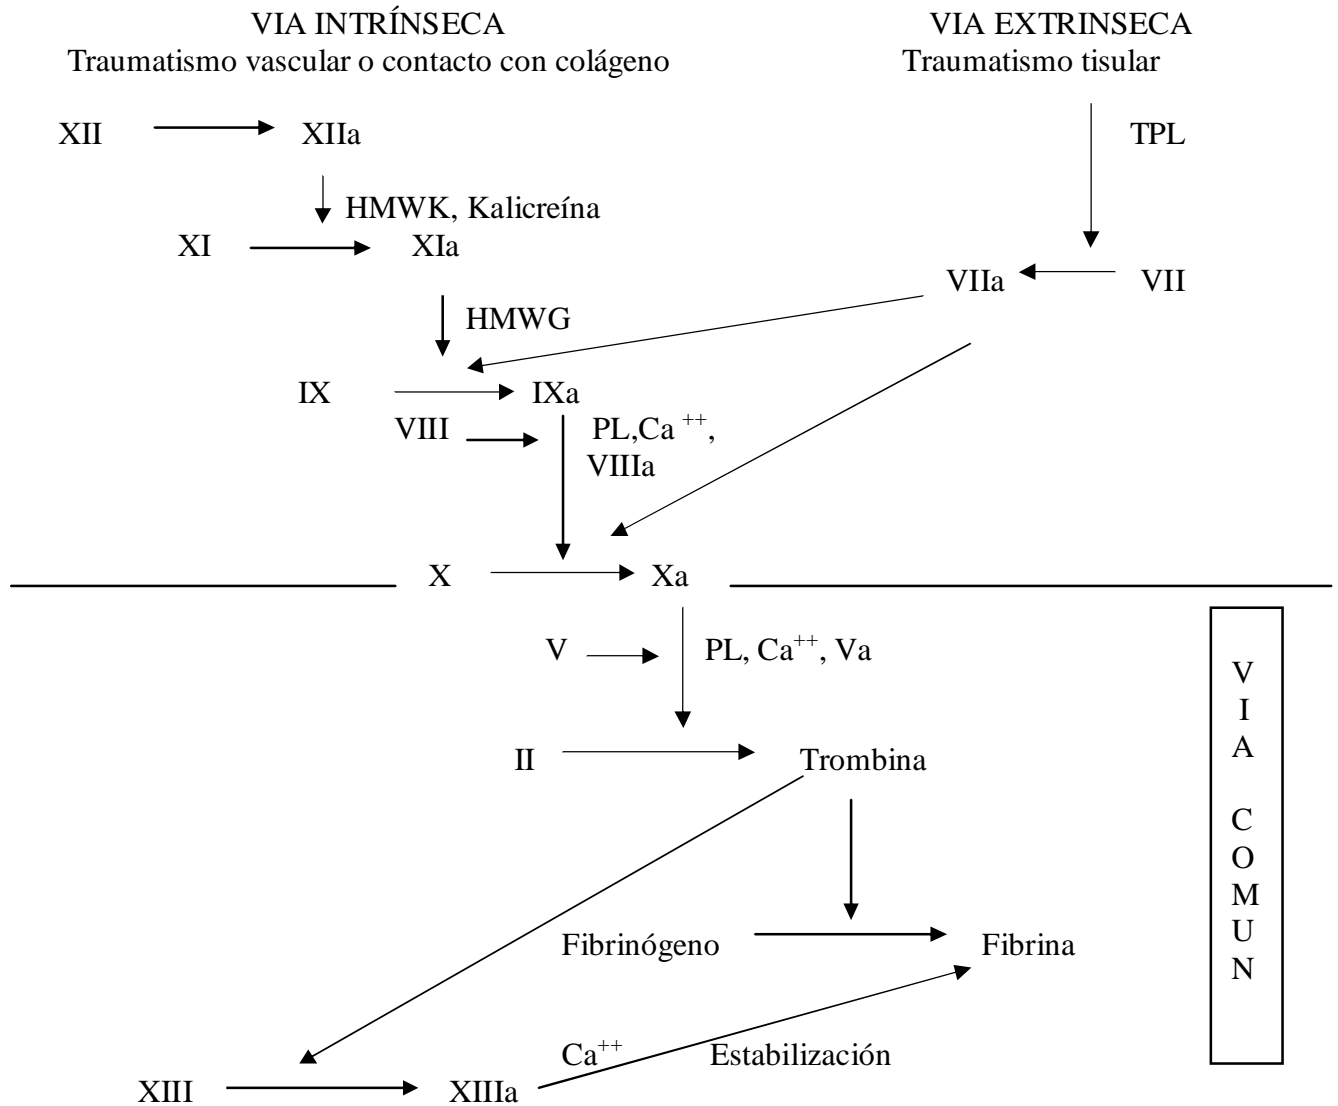 VIA INTRÍNSECA
Traumatismo vascular o contacto con colágeno
VIA EXTRINSECA
Traumatismo tisular
XII XIIa
TPL
HMWK, Kalicreína
XI XIa
VIIa VII
HMWG
IX IXa
VIII PL,Ca ++,
VIIIa
X Xa
V PL, Ca++, Va
II Trombina
Fibrinógeno Fibrina
Ca++ Estabilización
XIII XIIIa
V
I
A
C
O
M
U
N